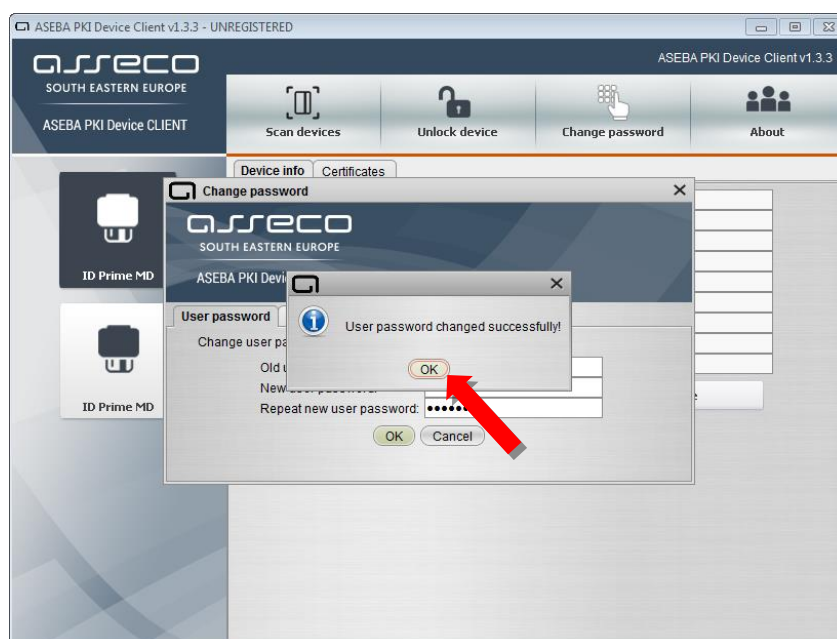 ASEBA PKI Device Client v1.3.3 - UNREGISTERED
asseco
SOUTH EASTERN EUROPE
ASEBA PKI Device CLIENT
ASEBA PKI Device Client v1.3.3
Scan devices
Unlock device
Change password
About
Device info
Certificates
ID Prime MD
ID Prime MD
Change password
asseco
SOUTH EASTERN EUROPE
ASEBA PKI
User password
Change user
Old
New
Repeat new user password:
OK
Cancel
User password changed successfully!
OK